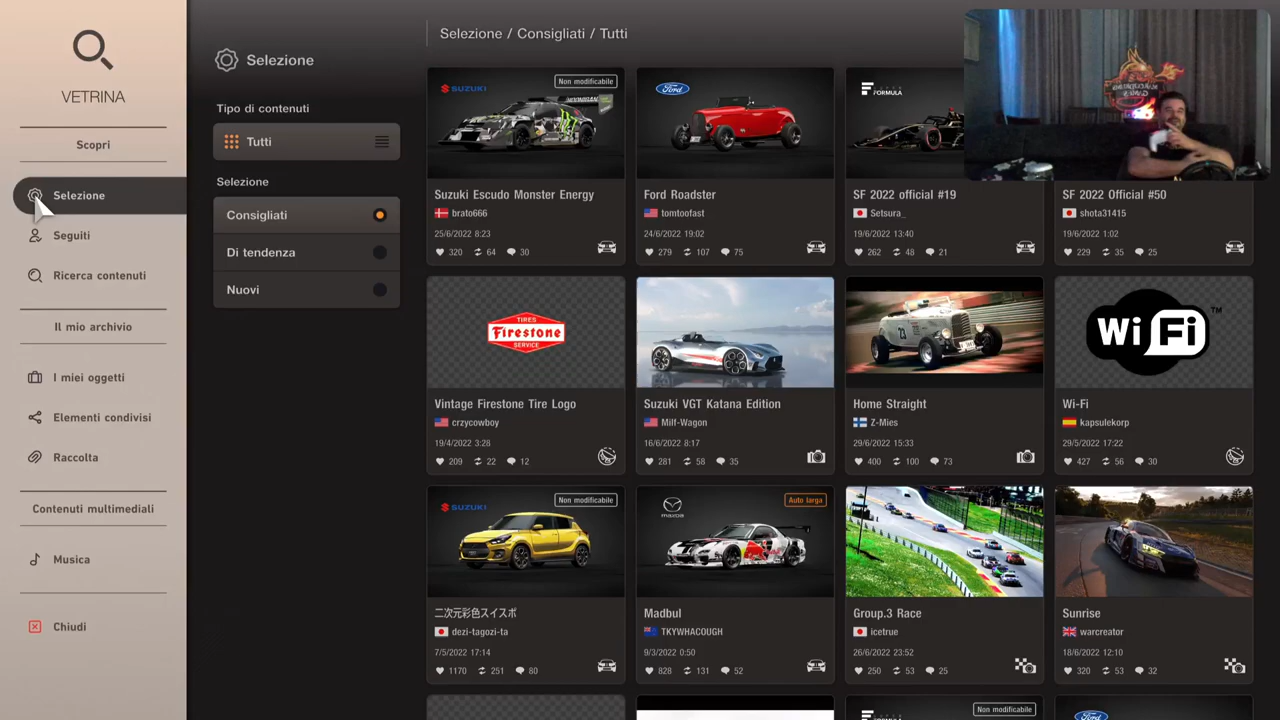 VETRINA
Scopri
Selezione
Seguiti
Ricerca contenuti
Il mio archivio
I miei oggetti
Elementi condivisi
Raccolta
Contenuti multimediali
Musica
Chiudi
Selezione
Tipo di contenuti
Tutti
Selezione
Consigliati
Di tendenza
Nuovi
Selezione / Consigliati / Tutti
SUZUKI
Non modificabile
Suzuki Escudo Monster Energy
brato666
25/6/2022 8:23
320 64 30
Ford
Ford Roadster
tomtoofast
24/6/2022 19:02
279 107 75
SUPER FORMULA
SF 2022 official #19
Setsura_
19/6/2022 13:40
262 48 21
SF 2022 Official #50
shota31415
19/6/2022 1:02
229 35 25
TIRES
Firestone
SERVICE
Vintage Firestone Tire Logo
crzycowboy
19/4/2022 3:28
209 22 12
Suzuki VGT Katana Edition
Milf-Wagon
16/6/2022 8:17
281 58 35
73
Home Straight
Z-Mies
29/6/2022 15:33
400 100 73
Wi Fi TM
Wi-Fi
kapsulekorp
29/5/2022 17:22
427 56 30
SUZUKI
Non modificabile
二次元彩色スイスポ
dezi-tagozi-ta
7/5/2022 17:14
1170 251 80
mazda
Auto larga
Madbul
TKYWHACOUGH
9/3/2022 0:50
828 131 52
Group.3 Race
icetrue
26/6/2022 23:52
250 53 25
Sunrise
warcreator
18/6/2022 12:10
320 53 32
Non modificabile